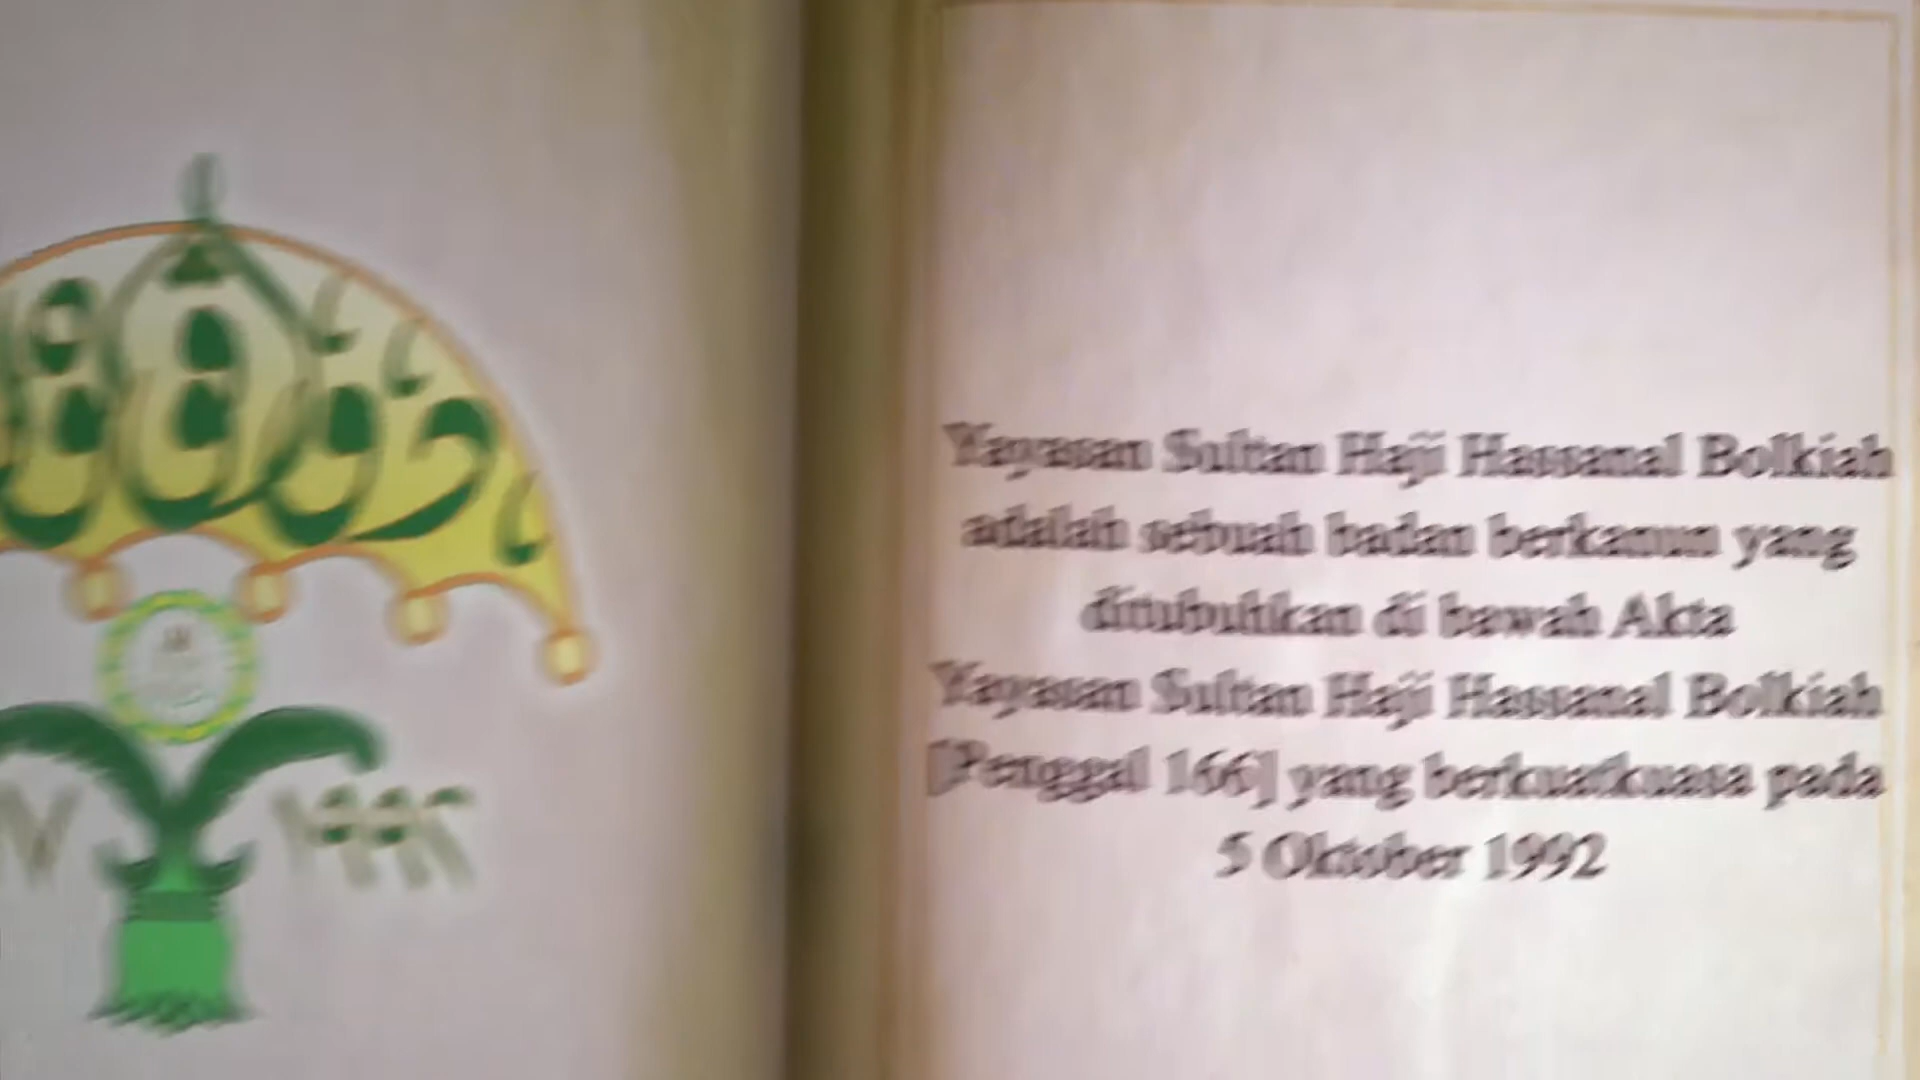 ١٩٩٢
Yayasan Sultan Haji Hassanal Bolkiah
adalah sebuah badan berkanun yang
ditubuhkan di bawah Akta
Yayasan Sultan Haji Hassanal Bolkiah
[Penggal 166] yang berkuatkuasa pada
5 Oktober 1992